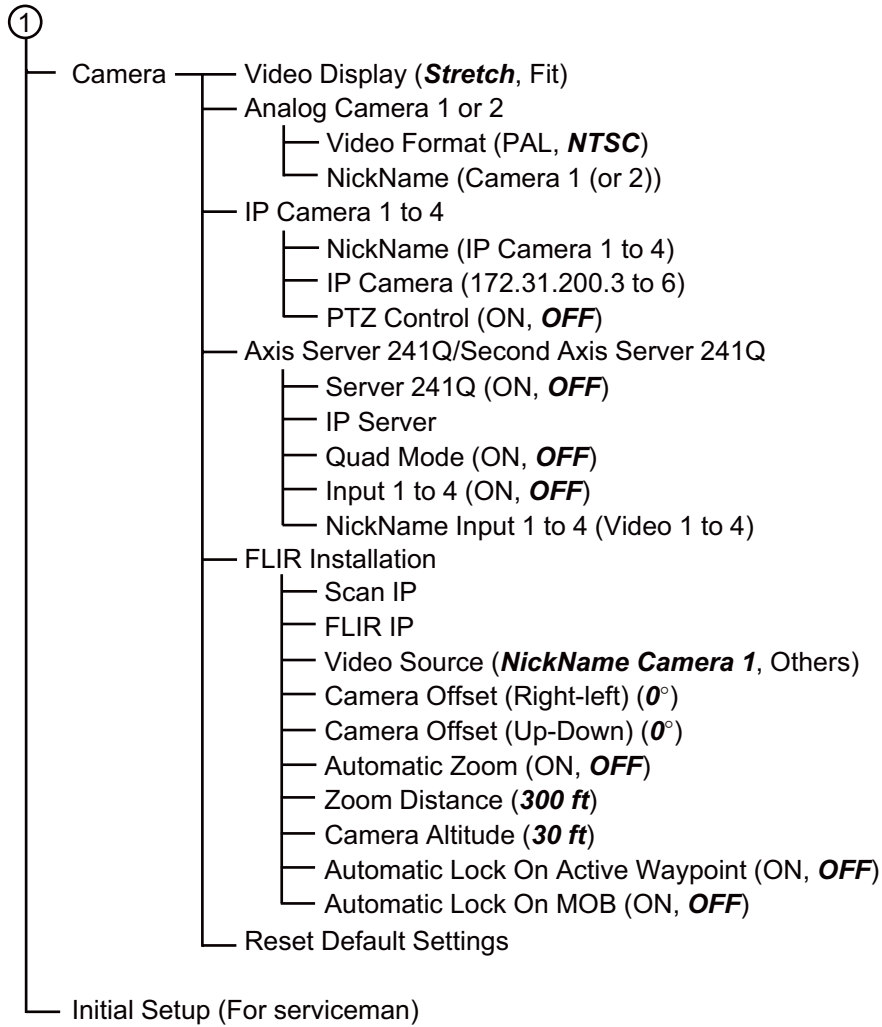 1
Camera
Video Display (Stretch, Fit)
Analog Camera 1 or 2
Video Format (PAL, NTSC)
NickName (Camera 1 (or 2))
IP Camera 1 to 4
NickName (IP Camera 1 to 4)
IP Camera (172.31.200.3 to 6)
PTZ Control (ON, OFF)
Axis Server 241Q/Second Axis Server 241Q
Server 241Q (ON, OFF)
IP Server
Quad Mode (ON, OFF)
Input 1 to 4 (ON, OFF)
NickName Input 1 to 4 (Video 1 to 4)
FLIR Installation
Scan IP
FLIR IP
Video Source (NickName Camera 1, Others)
Camera Offset (Right-left) (0°)
Camera Offset (Up-Down) (0°)
Automatic Zoom (ON, OFF)
Zoom Distance (300 ft)
Camera Altitude (30 ft)
Automatic Lock On Active Waypoint (ON, OFF)
Automatic Lock On MOB (ON, OFF)
Reset Default Settings
Initial Setup (For serviceman)